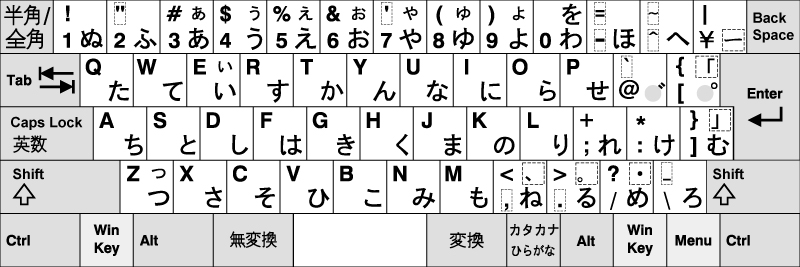 半角/ ! " # ぁ $ ぅ % ぇ & ぉ ' ゃ ( ゅ ) ょ を = ~ | Back
全角 1 ぬ 2 ふ 3 あ 4 う 5 え 6 お 7 や 8 ゆ 9 よ 0 わ - ほ ^ へ ¥ ー Space
Tab Q た W て E ぃ い R す T か Y ん U な I に O ら P せ ` @ ゛ { 「 [ ゜ Enter
Caps Lock A ち S と D し F は G き H く J ま K の L り + ; れ * : け } 」 ] む
英数
Shift Z っ つ X さ C そ V ひ B こ N み M も < 、 , ね > 。 . る ? ・ / め _ \ ろ Shift
Ctrl Win Key Alt 無変換 変換 カタカナ ひらがな Alt Win Key Menu Ctrl